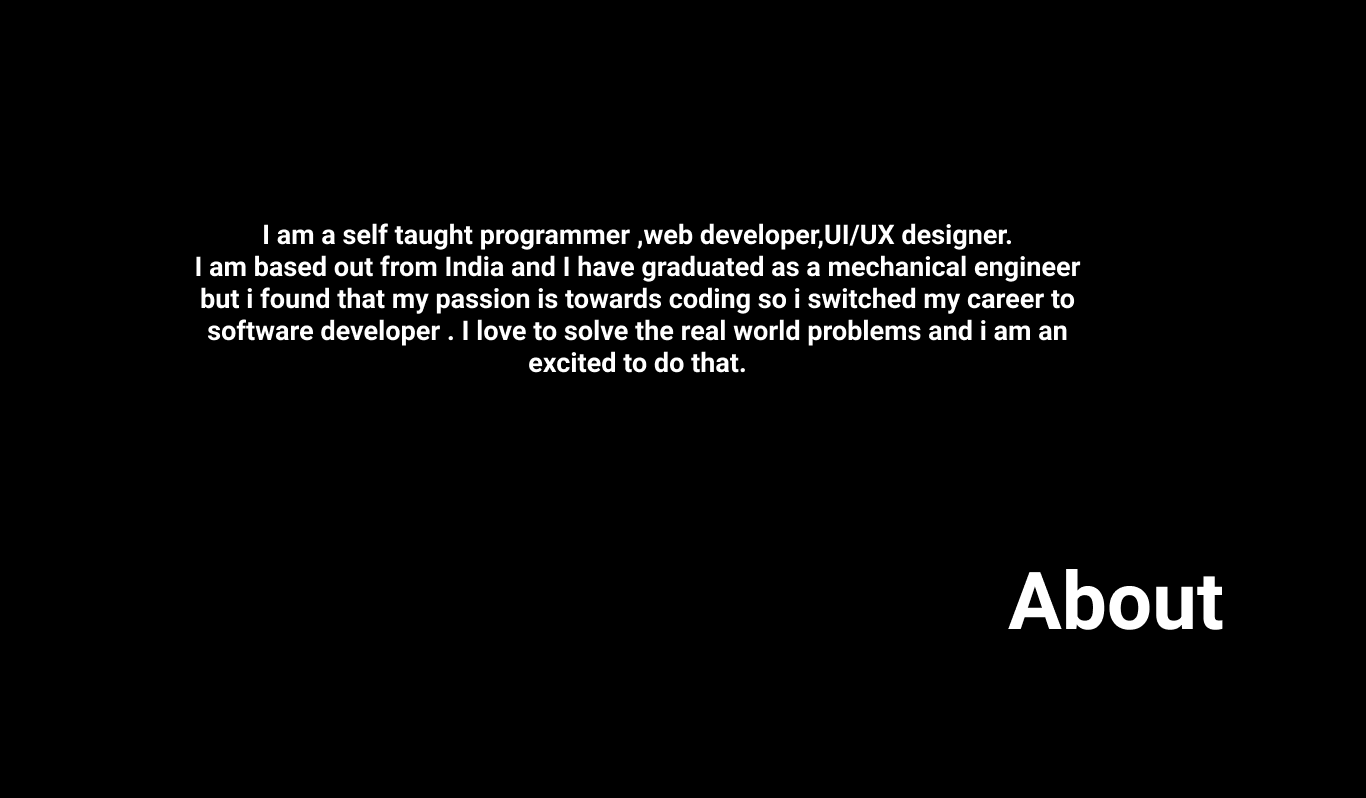 I am a self taught programmer ,web developer,UI/UX designer.
I am based out from India and I have graduated as a mechanical engineer
but i found that my passion is towards coding so i switched my career to
software developer . I love to solve the real world problems and i am an
excited to do that.
About